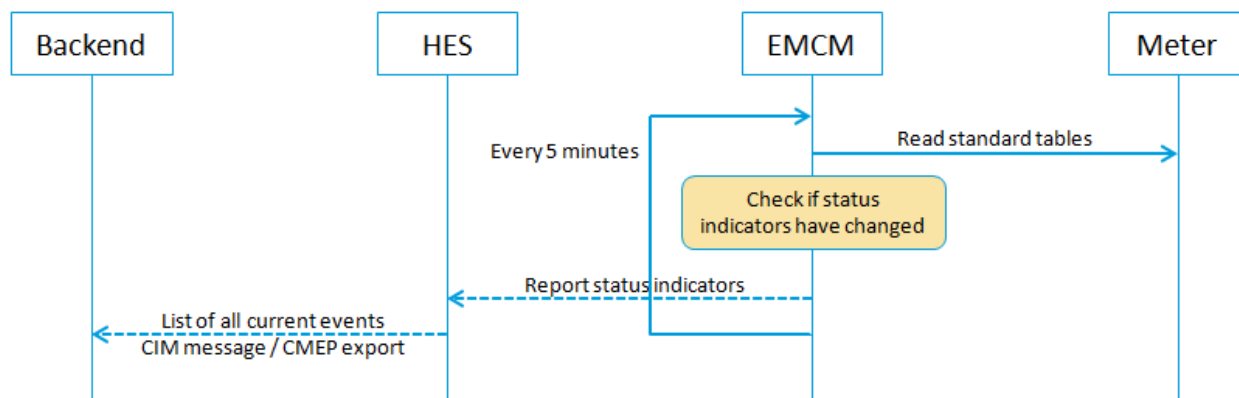 Backend
HES
EMCM
Meter
Every 5 minutes
Read standard tables
Check if status
indicators have changed
Report status indicators
List of all current events
CIM message / CMEP export